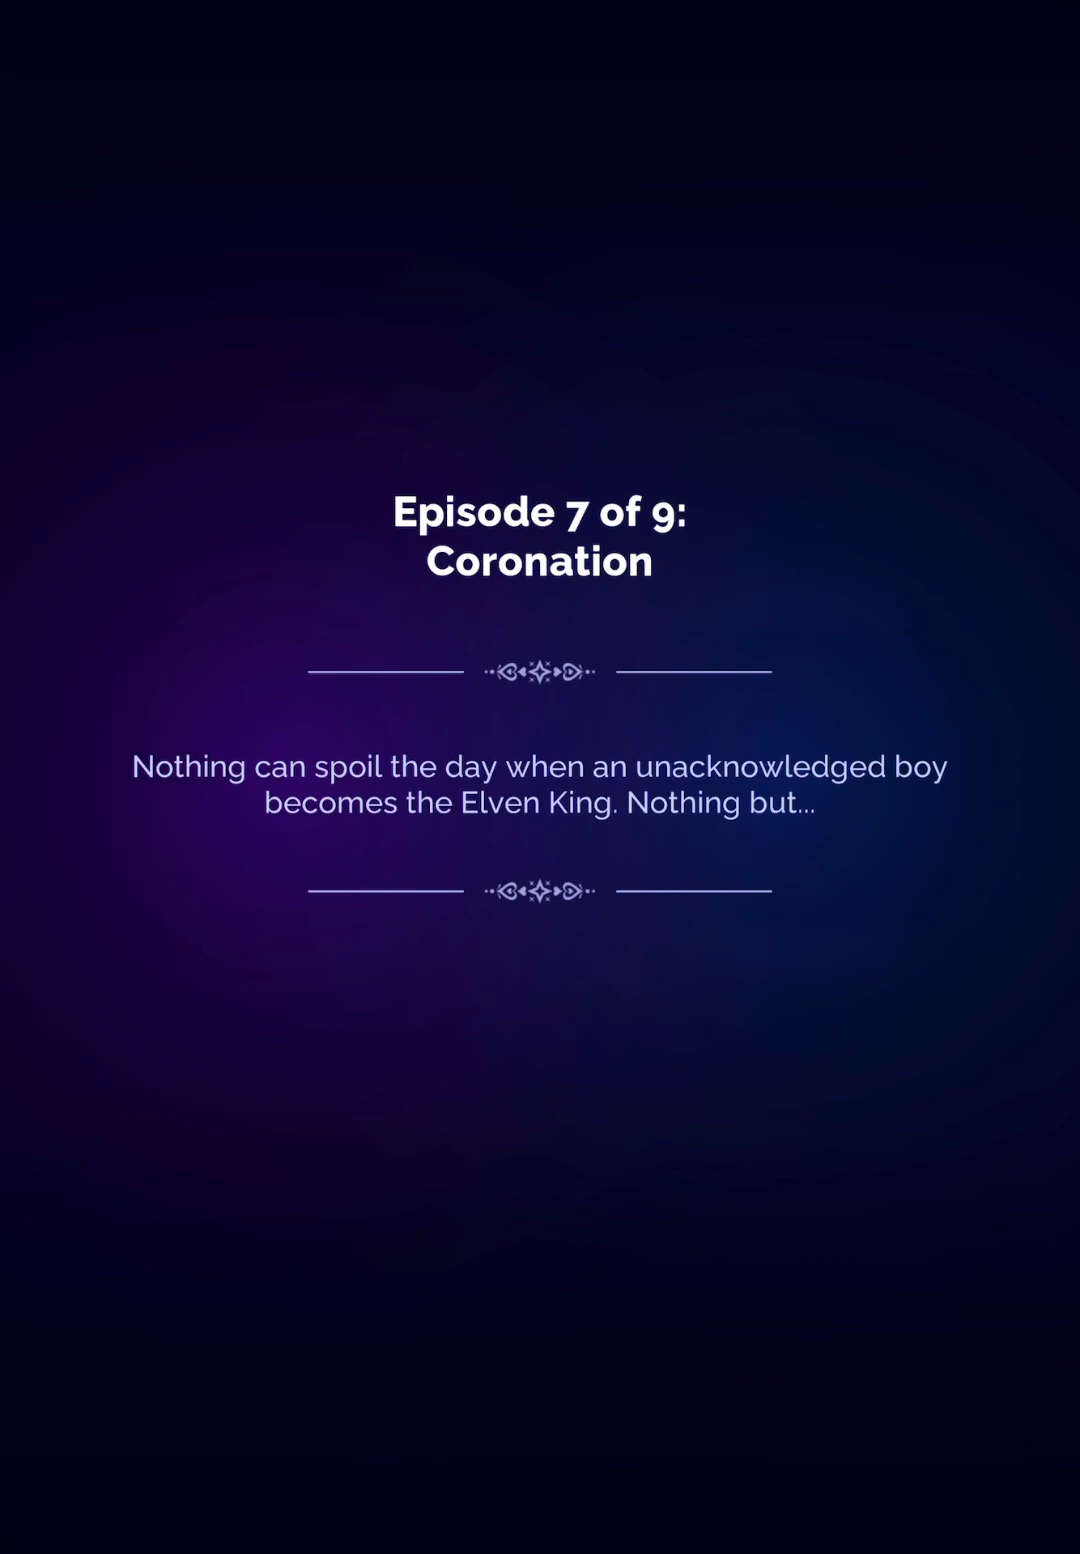 Episode 7 of 9:
Coronation
Nothing can spoil the day when an unacknowledged boy
becomes the Elven King. Nothing but...